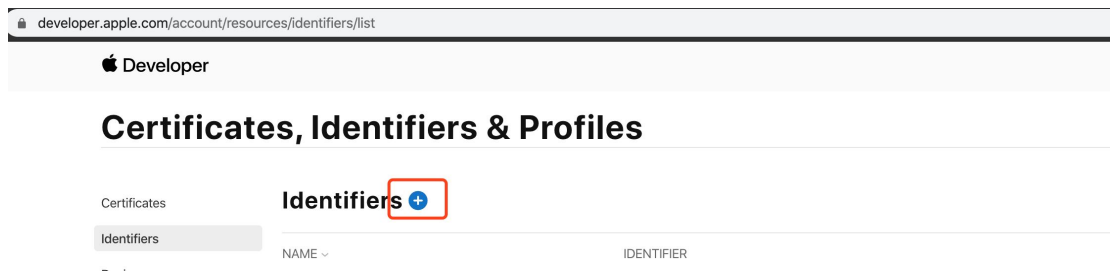 developer.apple.com/account/resources/identifiers/list
Developer
Certificates, Identifiers & Profiles
Certificates
Identifiers
Identifiers
NAME
IDENTIFIER